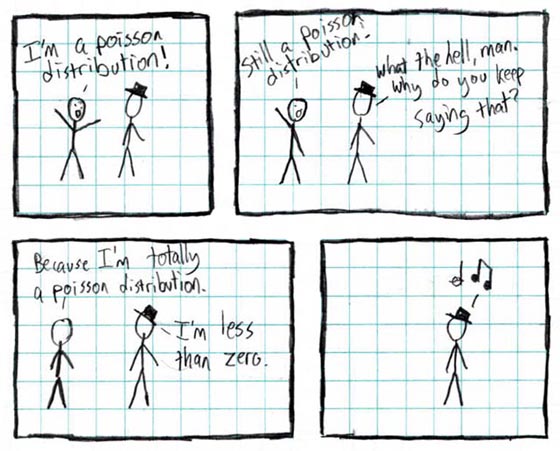 I'm a poisson
distribution!
Still a poisson
distribution.
What the hell, man.
Why do you keep
saying that?
Because I'm totally
a poisson distribution.
I'm less
than zero.